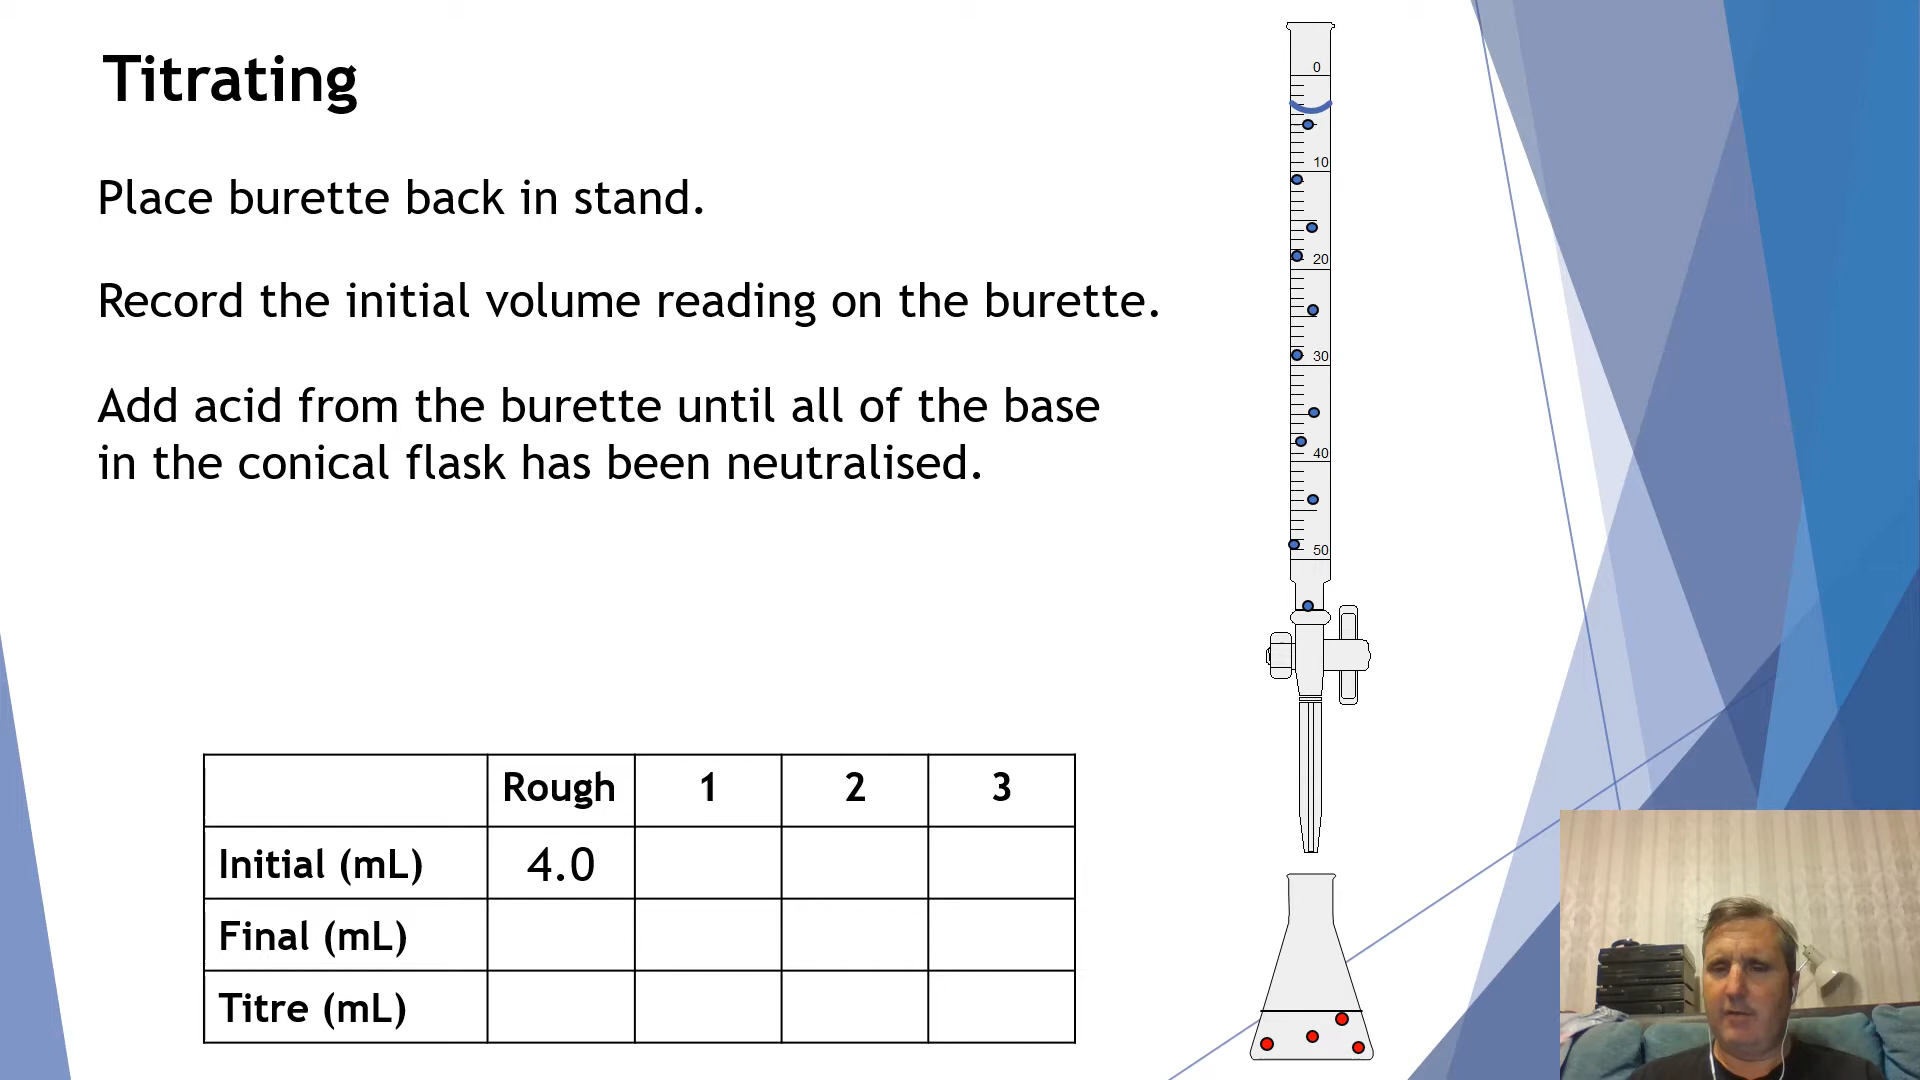 Titrating
Place burette back in stand.
Record the initial volume reading on the burette.
Add acid from the burette until all of the base
in the conical flask has been neutralised.
0
10
20
30
40
50
Rough 1 2 3
Initial (mL) 4.0
Final (mL)
Titre (mL)